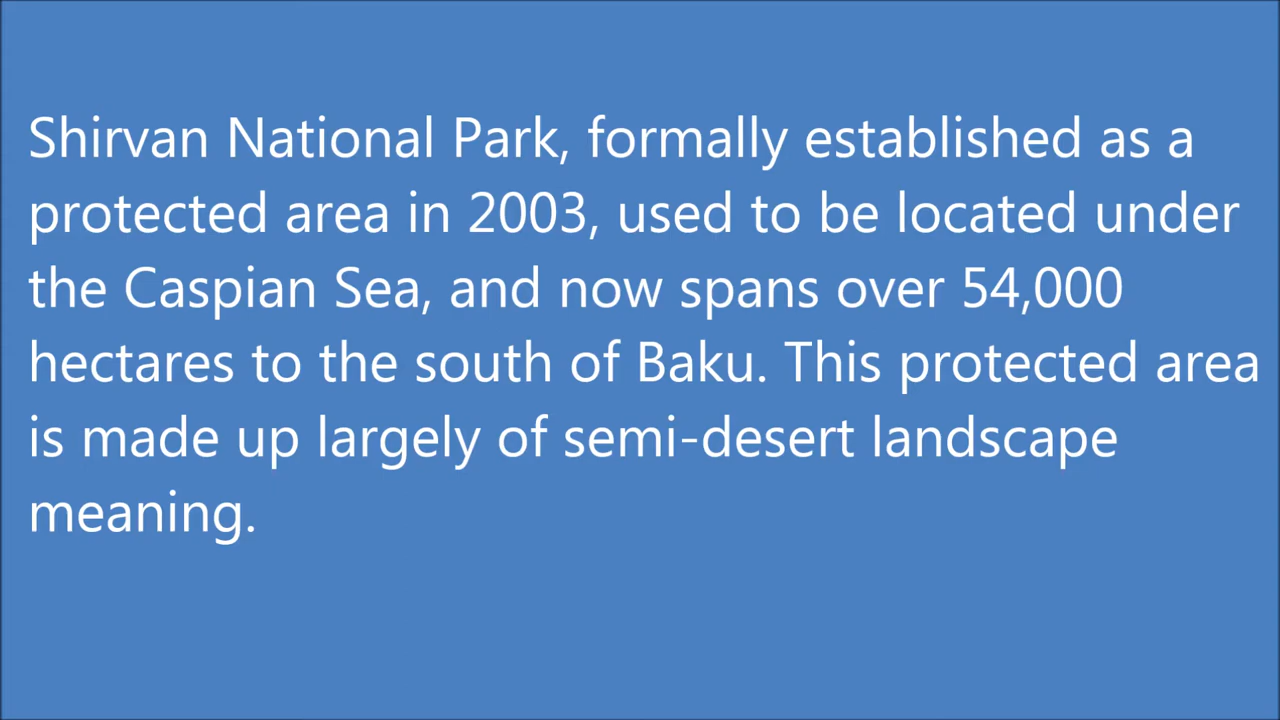 Shirvan National Park, formally established as a
protected area in 2003, used to be located under
the Caspian Sea, and now spans over 54,000
hectares to the south of Baku. This protected area
is made up largely of semi-desert landscape
meaning.